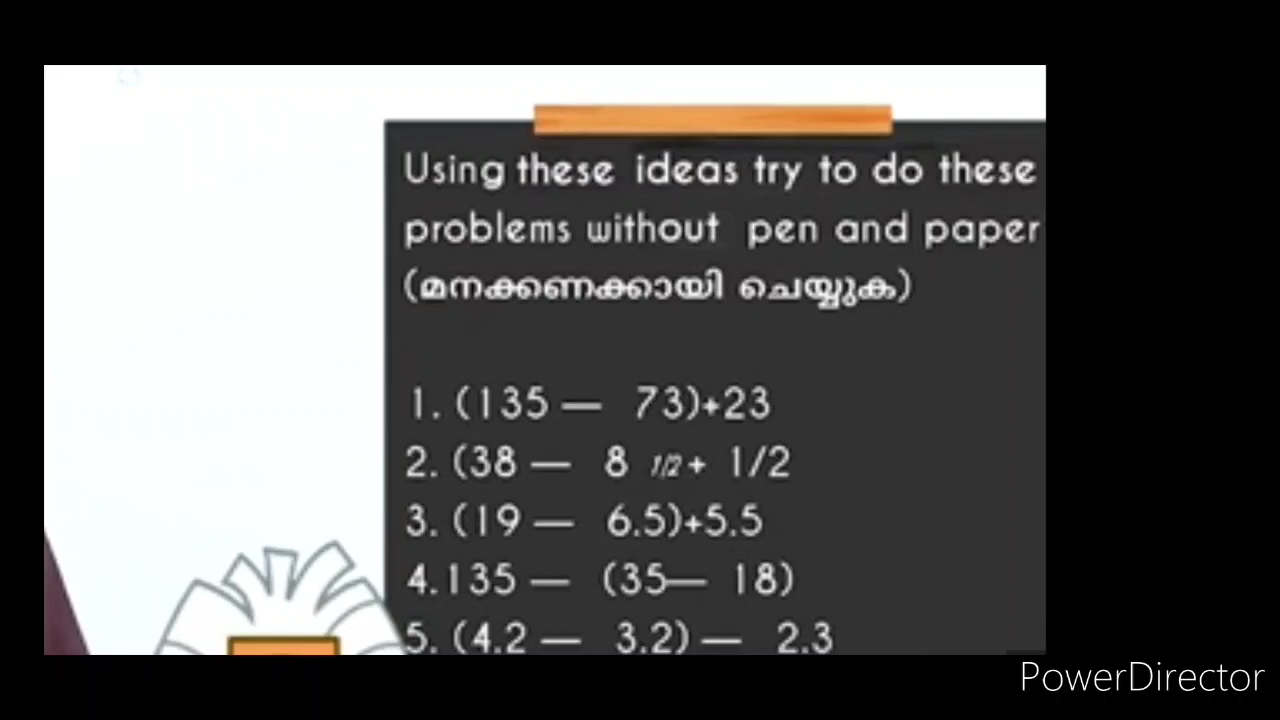 Using these ideas try to do these
problems without pen and paper
(മനക്കണക്കായി ചെയ്യുക)
1. (135 — 73)+23
2. (38 — 8 1/2 + 1/2
3. (19 — 6.5)+5.5
4.135 — (35— 18)
5. (4.2 — 3.2) — 2.3
PowerDirector